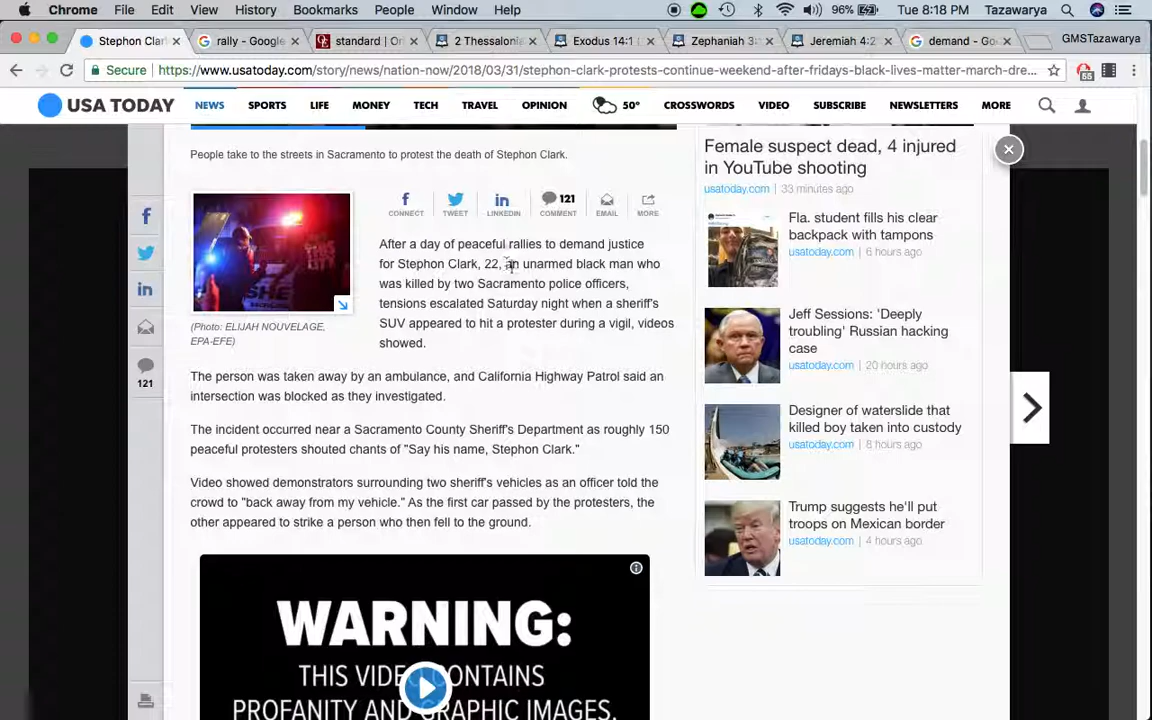 Chrome File Edit View History Bookmarks People Window Help 96% Tue 8:18 PM Tazawarya
Stephon Clar rally - Google standard | O 2 Thessaloni Exodus 14:1 Zephaniah 3: Jeremiah 4:2 demand - Go GMSTazawarya
Secure https://www.usatoday.com/story/news/nation-now/2018/03/31/stephon-clark-protests-continue-weekend-after-fridays-black-lives-matter-march-dre...
USA TODAY NEWS SPORTS LIFE MONEY TECH TRAVEL OPINION 50° CROSSWORDS VIDEO SUBSCRIBE NEWSLETTERS MORE
People take to the streets in Sacramento to protest the death of Stephon Clark.
CONNECT TWEET LINKEDIN 121 COMMENT EMAIL MORE
After a day of peaceful rallies to demand justice
for Stephon Clark, 22, an unarmed black man who
was killed by two Sacramento police officers,
tensions escalated Saturday night when a sheriff's
SUV appeared to hit a protester during a vigil, videos
showed.
(Photo: ELIJAH NOUVELAGE,
EPA-EFE)
121
The person was taken away by an ambulance, and California Highway Patrol said an
intersection was blocked as they investigated.
The incident occurred near a Sacramento County Sheriff's Department as roughly 150
peaceful protesters shouted chants of "Say his name, Stephon Clark."
Video showed demonstrators surrounding two sheriff's vehicles as an officer told the
crowd to "back away from my vehicle." As the first car passed by the protesters, the
other appeared to strike a person who then fell to the ground.
WARNING:
THIS VIDEO CONTAINS
PROFANITY AND GRAPHIC IMAGES.
Female suspect dead, 4 injured
in YouTube shooting
usatoday.com | 33 minutes ago
Fla. student fills his clear
backpack with tampons
usatoday.com | 6 hours ago
Jeff Sessions: 'Deeply
troubling' Russian hacking
case
usatoday.com | 20 hours ago
Designer of waterslide that
killed boy taken into custody
usatoday.com | 8 hours ago
Trump suggests he'll put
troops on Mexican border
usatoday.com | 4 hours ago